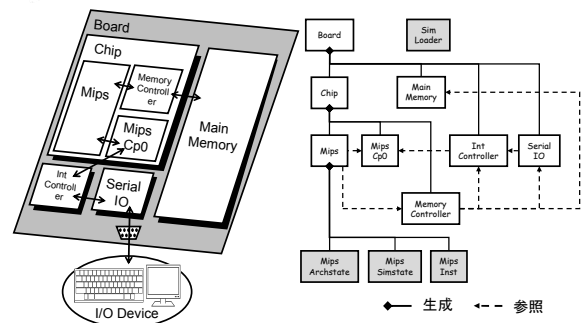 Board
Chip
Mips
Memory
Controll
er
Mips
Cp0
Main
Memory
Int
Controll
er
Serial
IO
I/O Device
Board
Sim
Loader
Chip
Main
Memory
Mips
Mips
Cp0
Int
Controller
Serial
IO
Memory
Controller
Mips
Archstate
Mips
Simstate
Mips
Inst
生成
参照